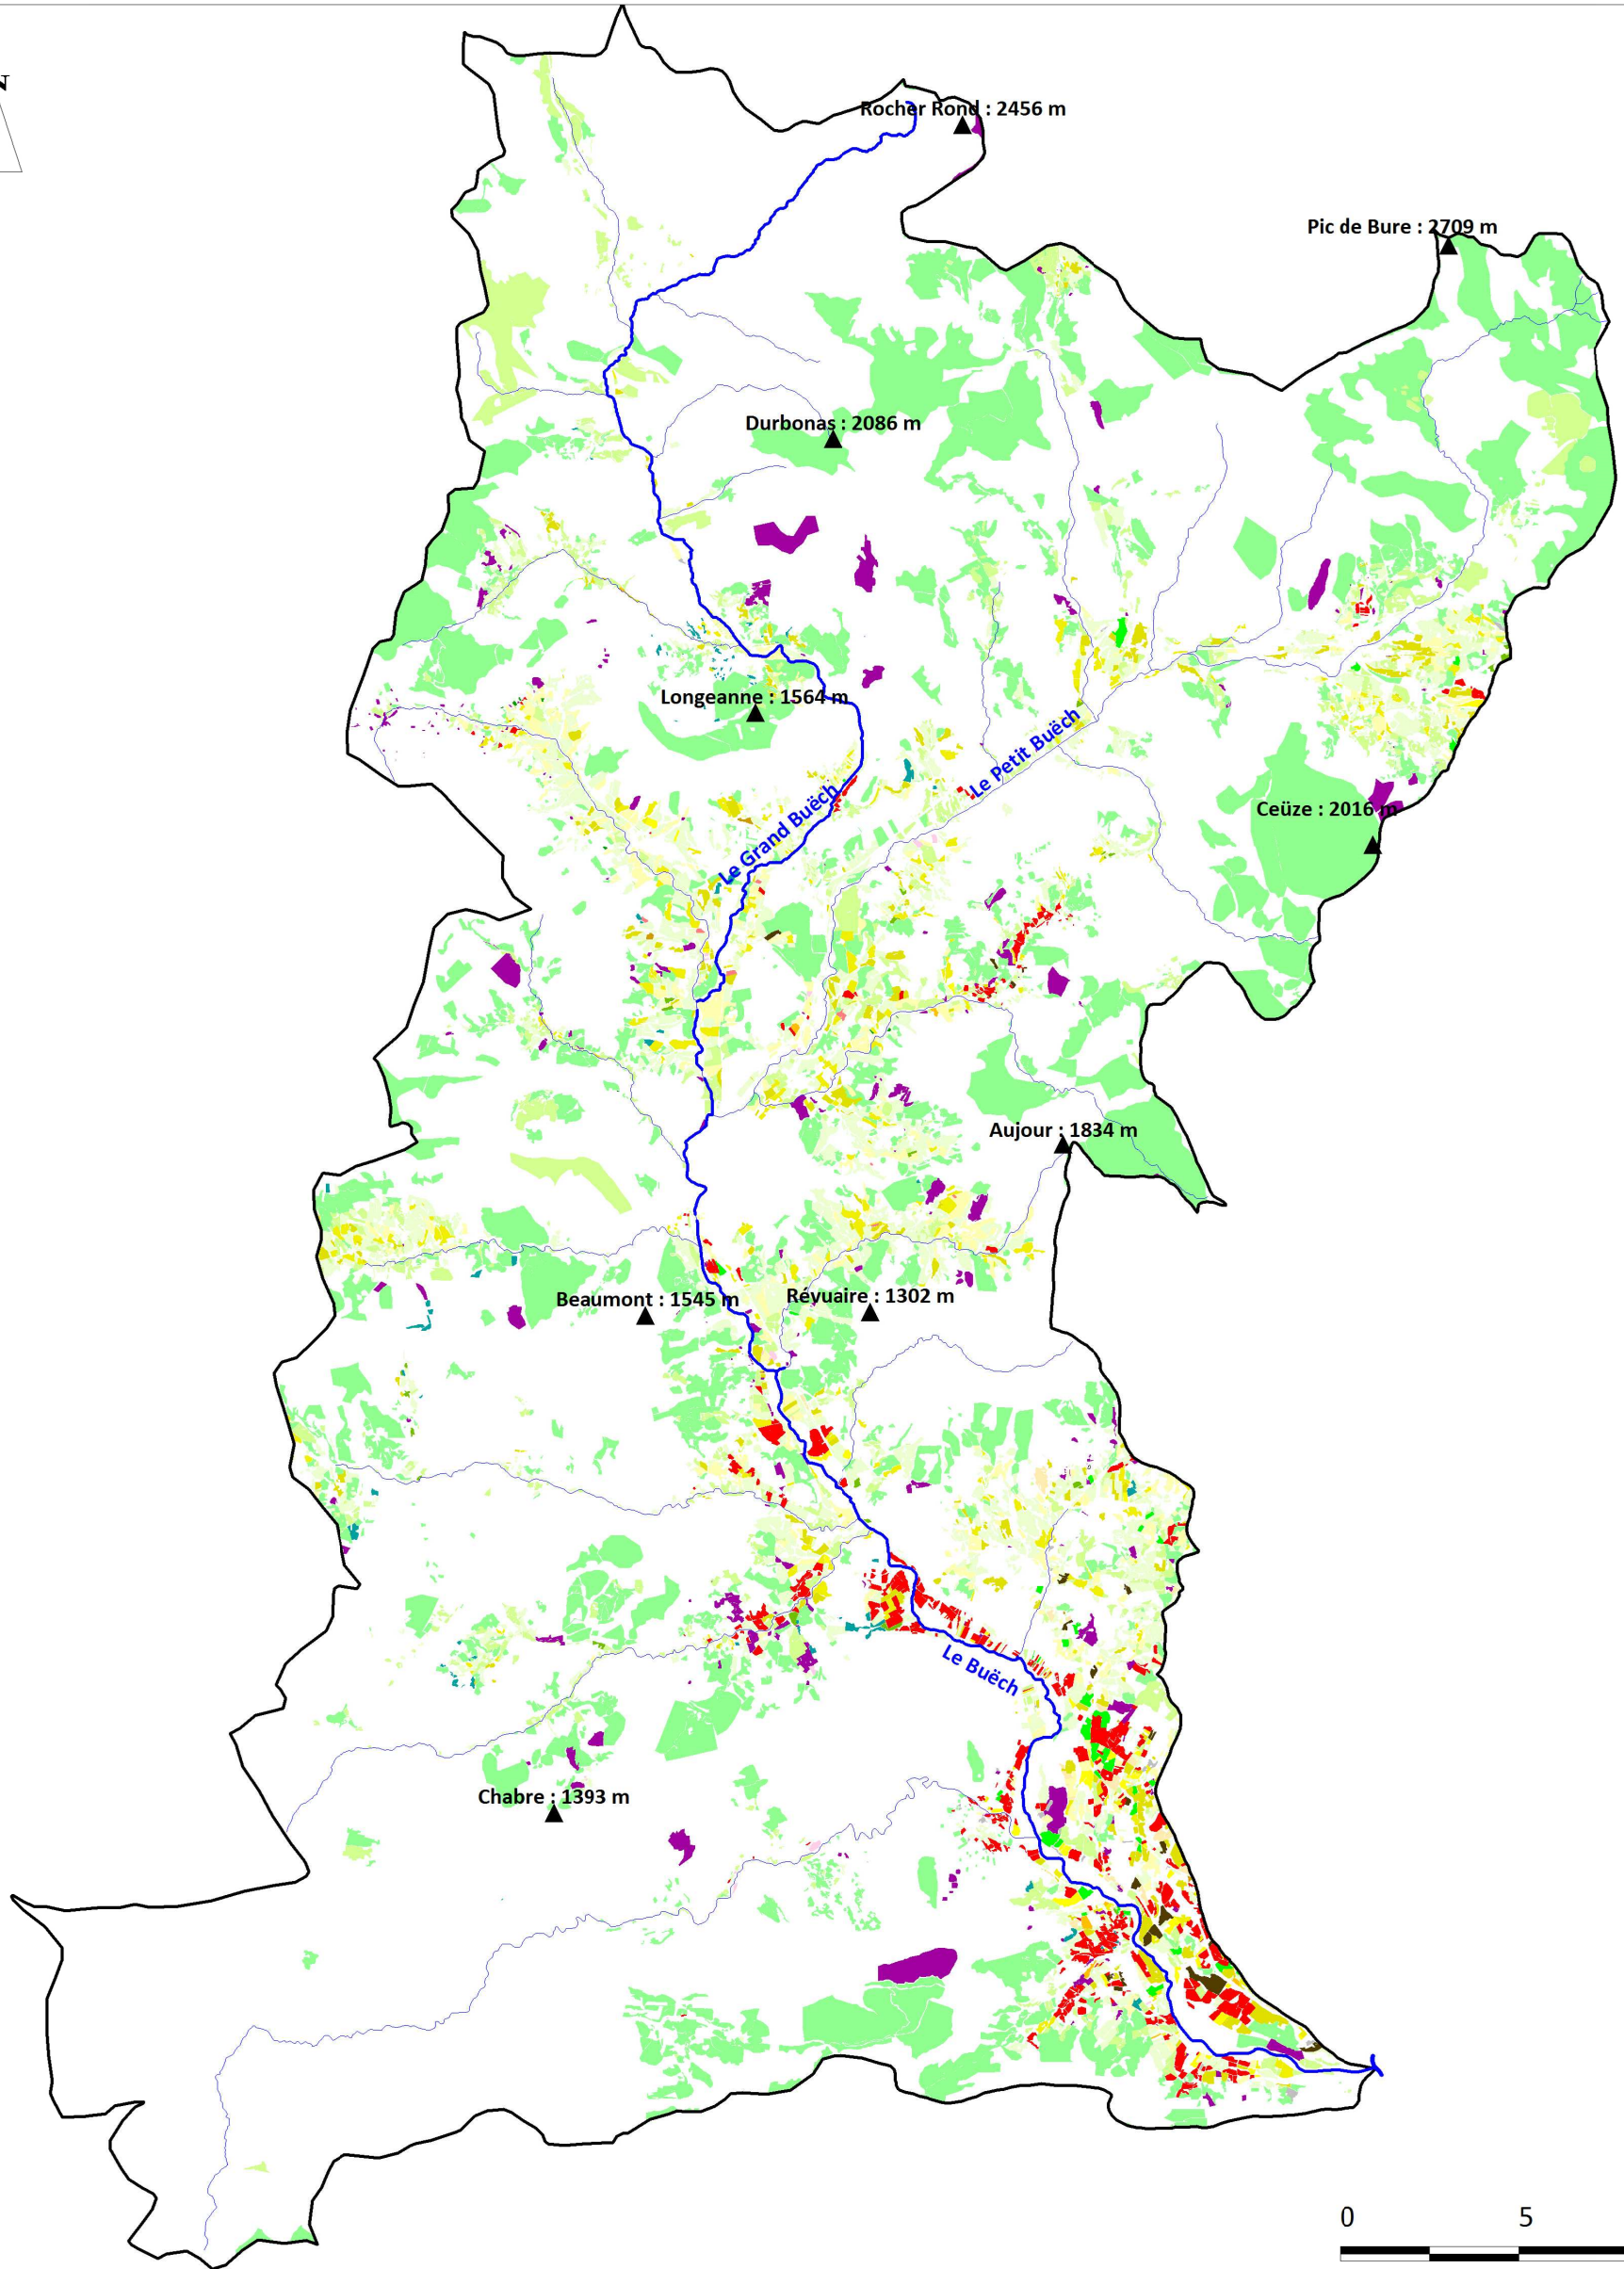 N
Rocher Rond : 2456 m
Pic de Bure : 2709 m
Durbonas : 2086 m
Longeanne : 1564 m
Le Petit Buëch
Le Grand Buëch
Ceüze : 2016 m
Aujour : 1834 m
Beaumont : 1545 m
Révuaire : 1302 m
Le Buëch
Chabre : 1393 m
0 5